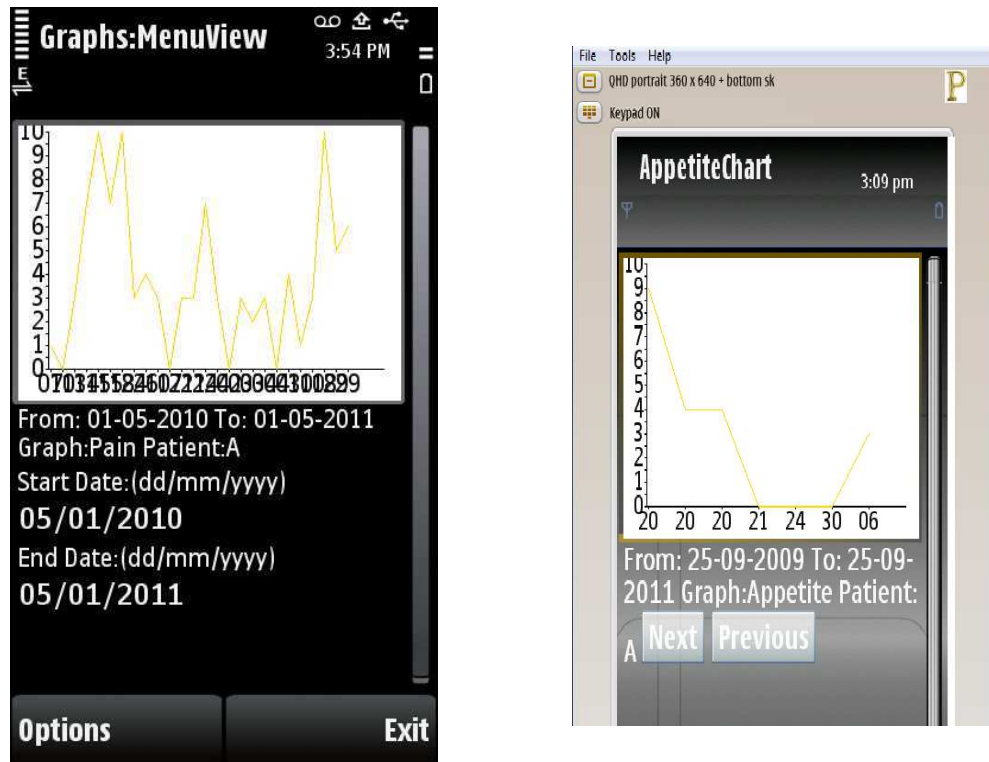 Graphs:MenuView
3:54 PM
E
10
9
8
7
6
5
4
3
2
1
0
From: 01-05-2010 To: 01-05-2011
Graph:Pain Patient:A
Start Date:(dd/mm/yyyy)
05/01/2010
End Date:(dd/mm/yyyy)
05/01/2011
Options Exit
File Tools Help
QHD portrait 360 x 640 + bottom sk
P
Keypad ON
AppetiteChart
3:09 pm
10
9
8
7
6
5
4
3
2
1
0
20 20 20 21 24 30 06
From: 25-09-2009 To: 25-09-
2011 Graph:Appetite Patient:
A Next Previous